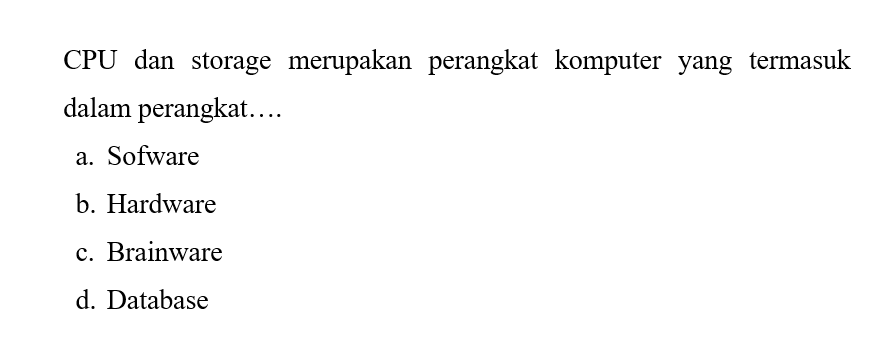 CPU dan storage merupakan perangkat komputer yang termasuk
dalam perangkat….
a. Sofware
b. Hardware
c. Brainware
d. Database